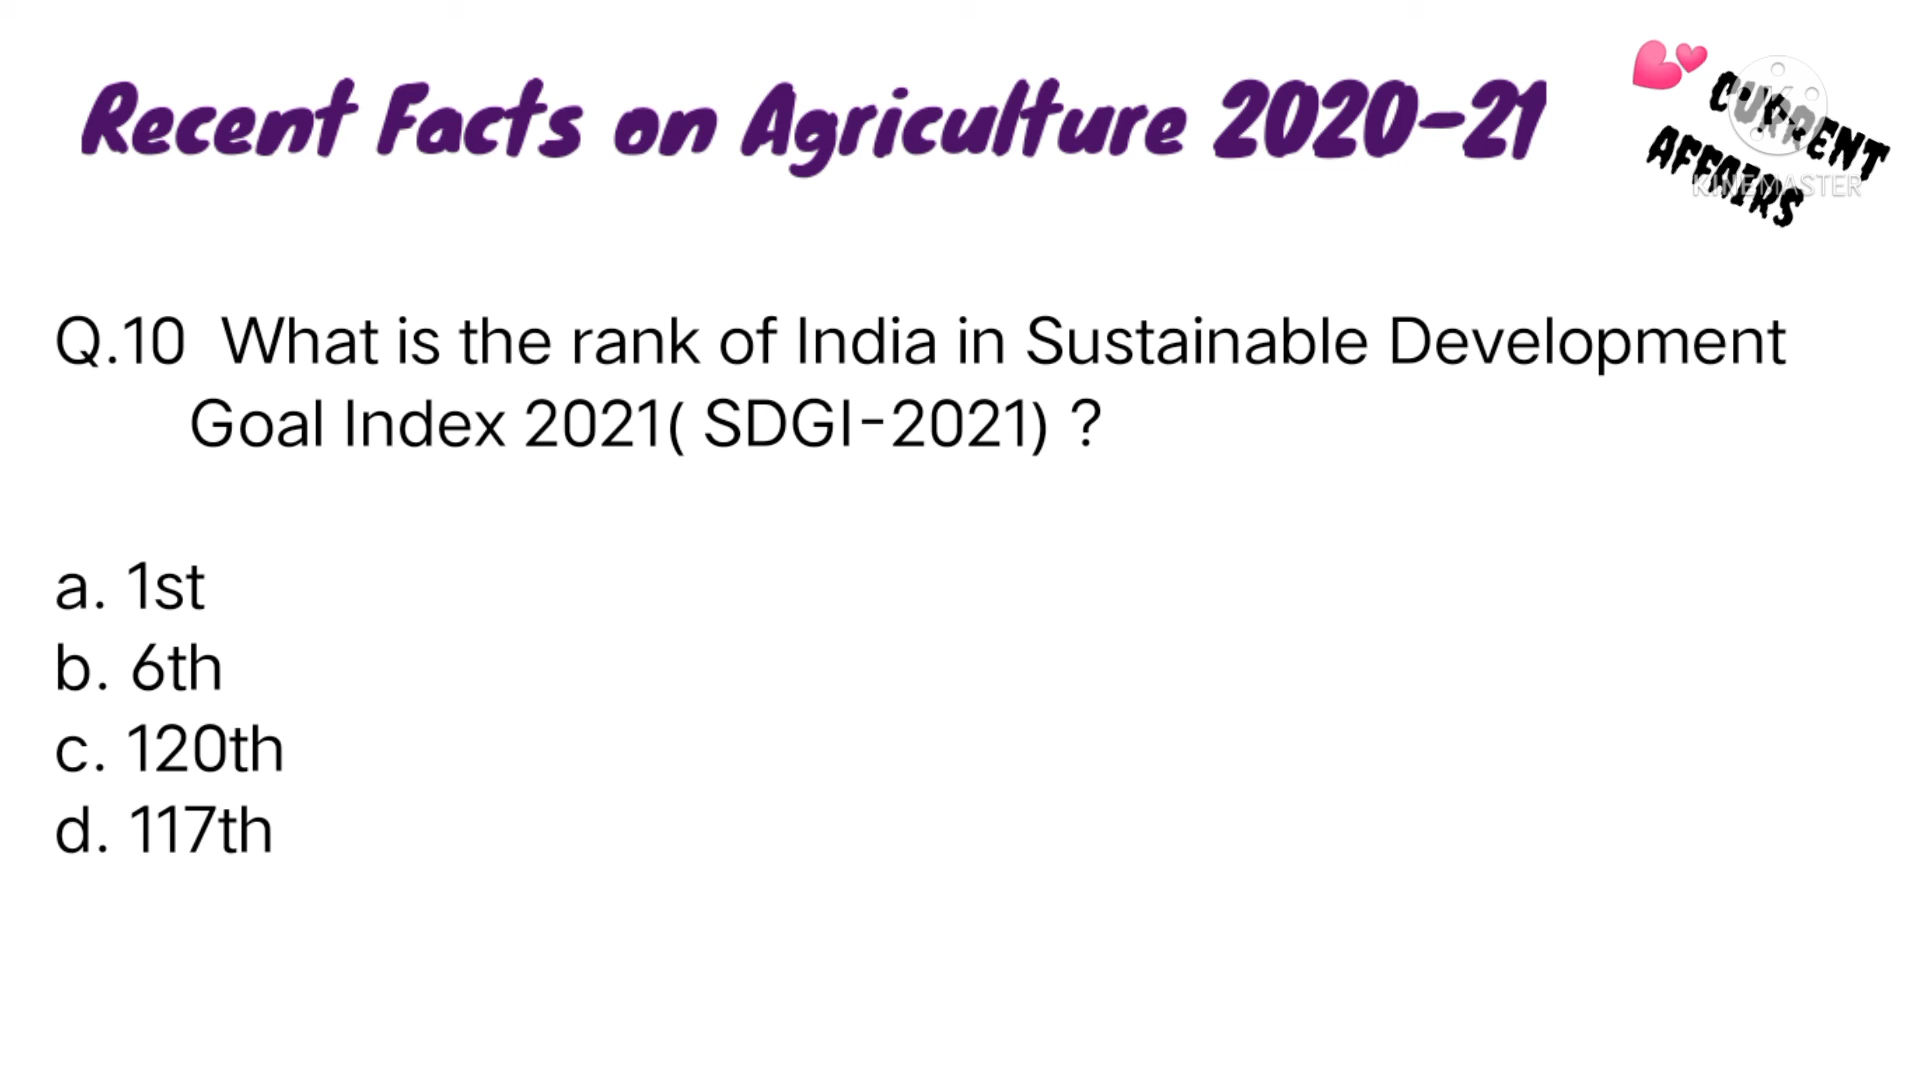 Recent Facts on Agriculture 2020-21
CURRENT
AFFAIRS
KINEMASTER
Q.10 What is the rank of India in Sustainable Development
Goal Index 2021( SDGI-2021) ?
a. 1st
b. 6th
c. 120th
d. 117th